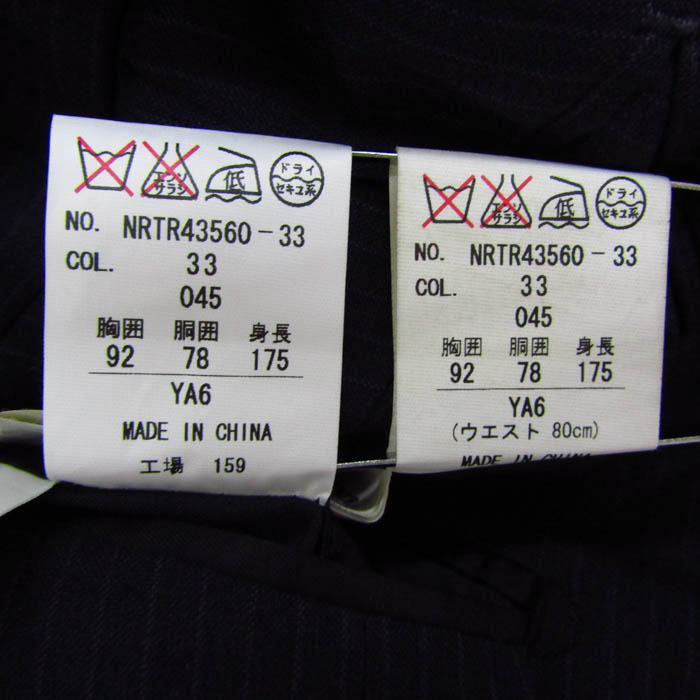 エンソ
サラシ
低
ドライ
セキユ系
NO. NRTR43560-33
COL. 33
045
胸囲 胴囲 身長
92 78 175
YA6
MADE IN CHINA
工場 159
エンソ
サラシ
低
ドライ
セキユ系
NO. NRTR43560-33
COL. 33
045
胸囲 胴囲 身長
92 78 175
YA6
(ウエスト 80cm)
MADE IN CHINA